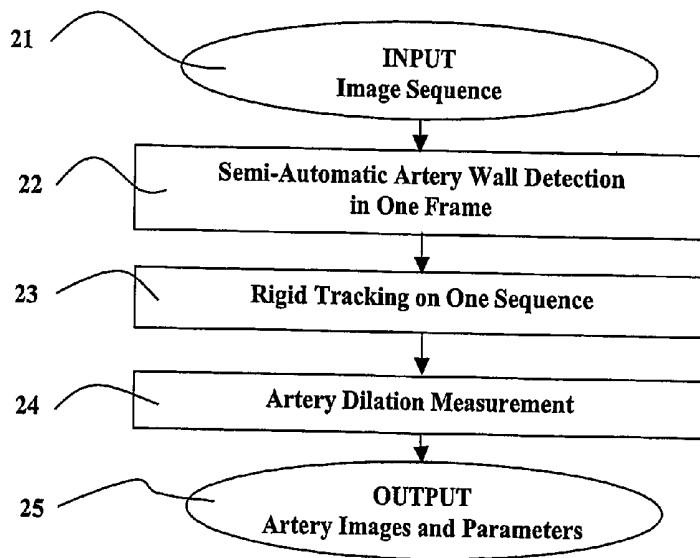 21
INPUT
Image Sequence
22
Semi-Automatic Artery Wall Detection
in One Frame
23
Rigid Tracking on One Sequence
24
Artery Dilation Measurement
25
OUTPUT
Artery Images and Parameters